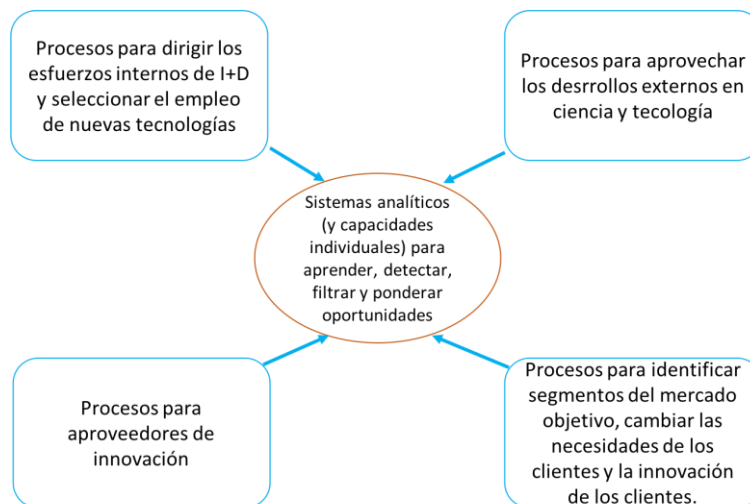 Procesos para dirigir los
esfuerzos internos de I+D
y seleccionar el empleo
de nuevas tecnologías
Procesos para aprovechar
los desrrollos externos en
ciencia y tecología
Sistemas analíticos
(y capacidades
individuales) para
aprender, detectar,
filtrar y ponderar
oportunidades
Procesos para
aproveedores de
innovación
Procesos para identificar
segmentos del mercado
objetivo, cambiar las
necesidades de los
clientes y la innovación
de los clientes.